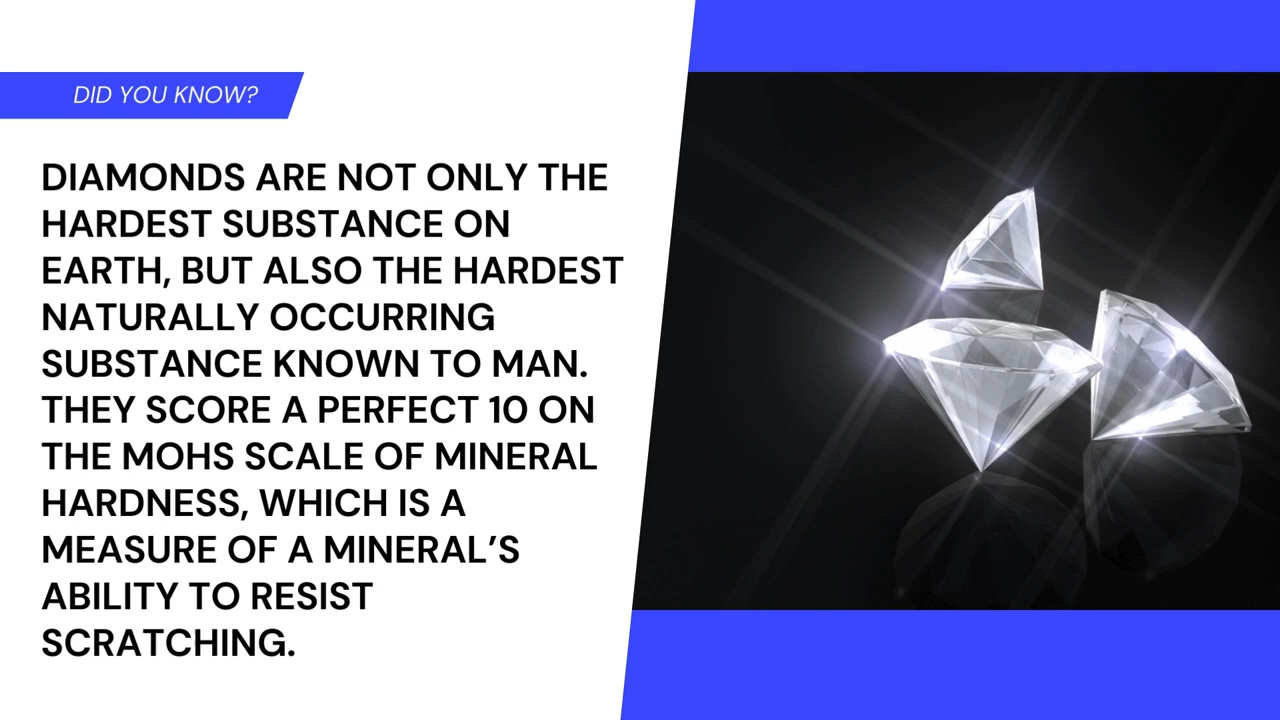 DID YOU KNOW?
DIAMONDS ARE NOT ONLY THE
HARDEST SUBSTANCE ON
EARTH, BUT ALSO THE HARDEST
NATURALLY OCCURRING
SUBSTANCE KNOWN TO MAN.
THEY SCORE A PERFECT 10 ON
THE MOHS SCALE OF MINERAL
HARDNESS, WHICH IS A
MEASURE OF A MINERAL’S
ABILITY TO RESIST
SCRATCHING.